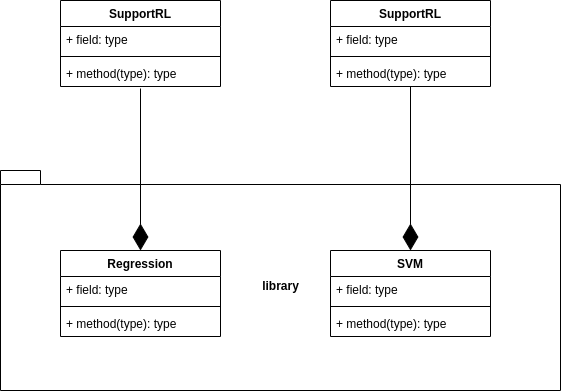 SupportRL
+ field: type
+ method(type): type
SupportRL
+ field: type
+ method(type): type
Regression
+ field: type
+ method(type): type
library
SVM
+ field: type
+ method(type): type